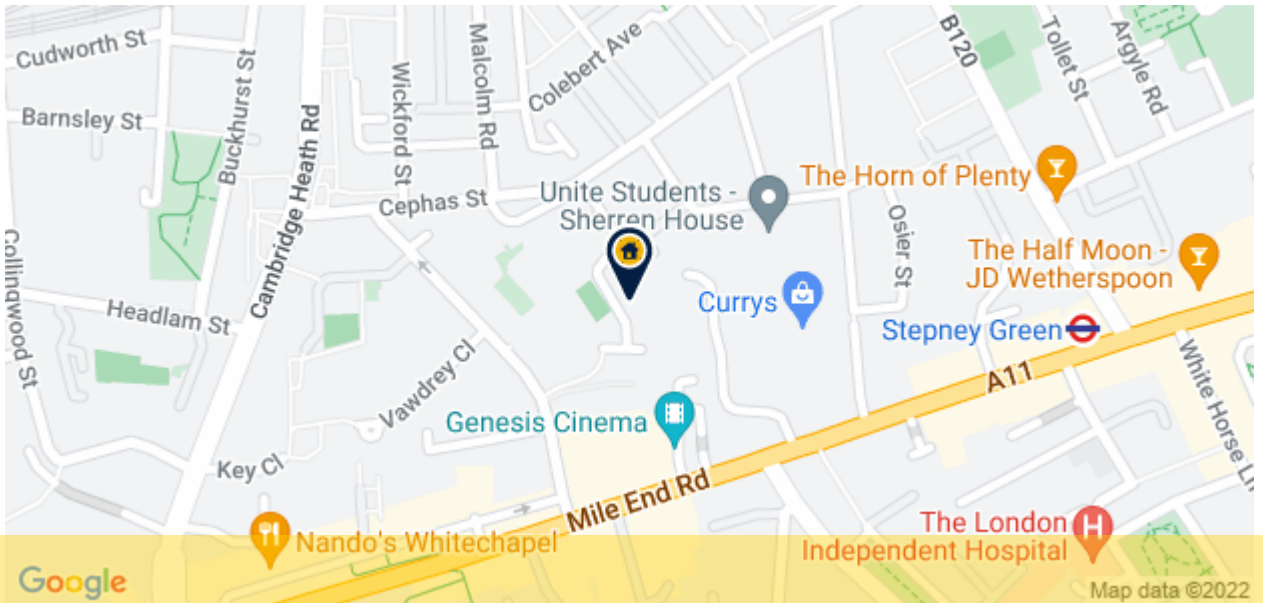 Cudworth St
Barnsley St
Buckhurst St
Cambridge Heath Rd
Wickford St
Malcolm Rd
Colebert Ave
B120
Tollet St
Argyle Rd
Cephas St
Unite Students -
Sherren House
The Horn of Plenty
Osier St
The Half Moon -
JD Wetherspoon
Collingwood St
Headlam St
Currys
Stepney Green
A11
White Horse Ln
Vawdrey Cl
Genesis Cinema
Key Cl
Mile End Rd
Nando's Whitechapel
The London
Independent Hospital
Google
Map data ©2022